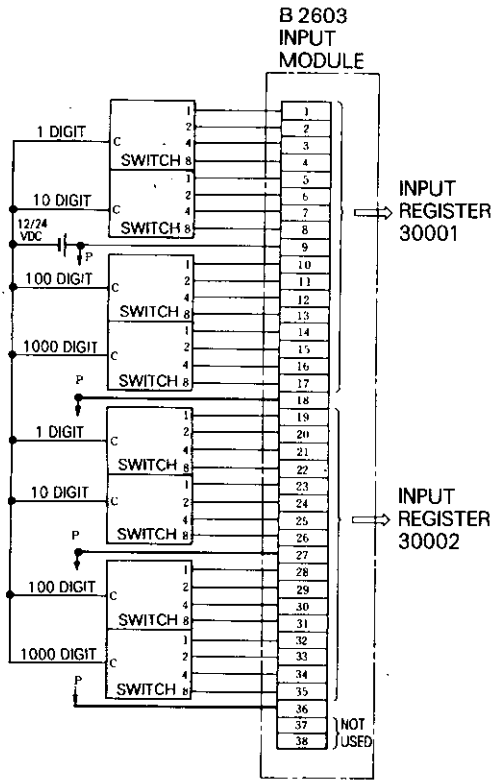 B 2603
INPUT
MODULE
1 DIGIT
C
1
2
4
SWITCH 8
10 DIGIT
C
1
2
4
SWITCH 8
12/24
VDC
P
100 DIGIT
C
1
2
4
SWITCH 8
1000 DIGIT
C
1
2
4
SWITCH 8
P
1 DIGIT
C
1
2
4
SWITCH 8
10 DIGIT
C
1
2
4
SWITCH 8
P
100 DIGIT
C
1
2
4
SWITCH 8
1000 DIGIT
C
1
2
4
SWITCH 8
P
1
2
3
4
5
6
7
8
9
10
11
12
13
14
15
16
17
18
19
20
21
22
23
24
25
26
27
28
29
30
31
32
33
34
35
36
37
38
NOT
USED
INPUT
REGISTER
30001
INPUT
REGISTER
30002